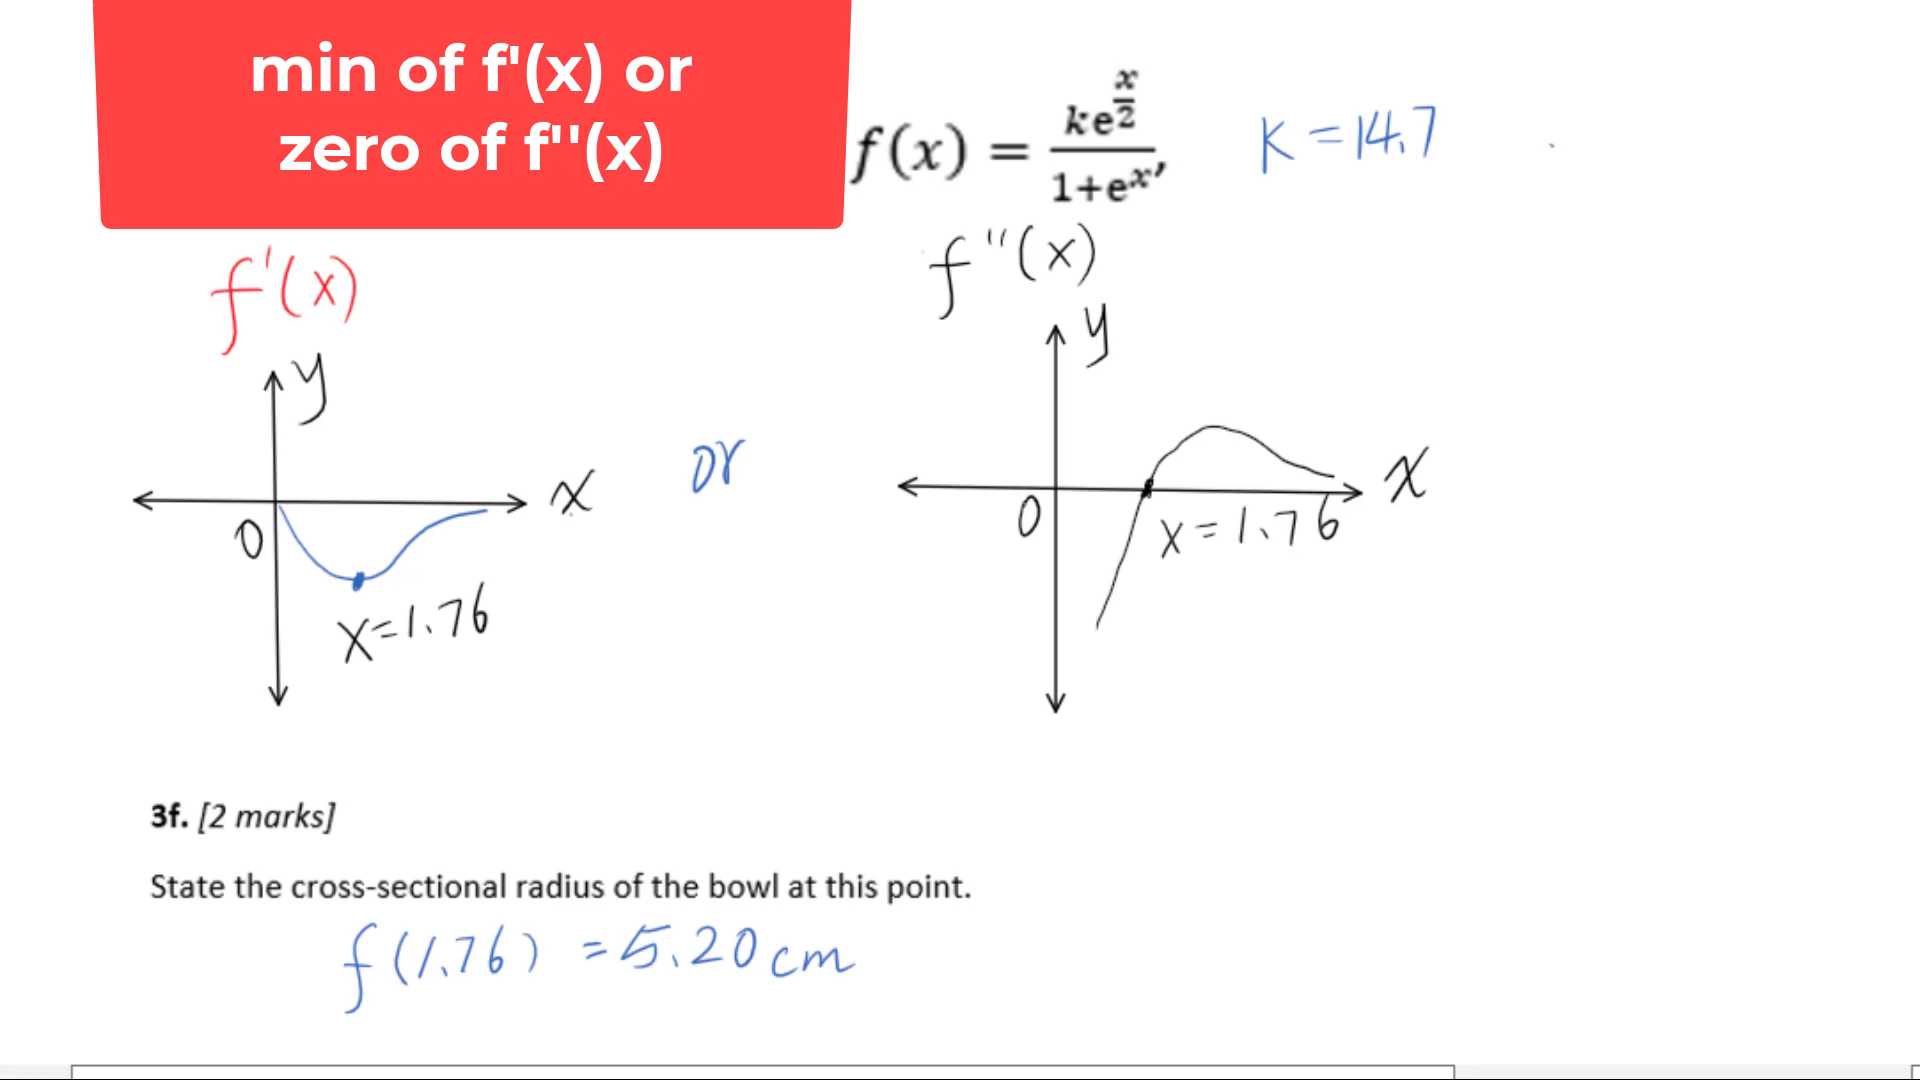 min of f'(x) or
zero of f''(x)
f(x) = ke^{x/2} / 1+e^x,
K = 14.7
f'(x)
f''(x)
y
x
0
x=1.76
or
y
x
0
x=1.76
3f. [2 marks]
State the cross-sectional radius of the bowl at this point.
f(1.76) = 5.20 cm